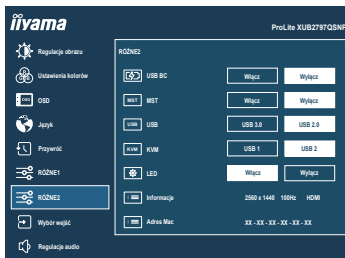 iiyama
ProLite XUB2797QSNP
Regulacje obrazu
Ustawienia kolorów
OSD OSD
Język
Przywróć
RÓŻNE1
RÓŻNE2
Wybór wejść
Regulacje audio
RÓŻNE2
USB BC Włącz Wyłącz
MST MST Włącz Wyłącz
USB USB USB 3.0 USB 2.0
KVM KVM USB 1 USB 2
LED Włącz Wyłącz
Informacje 2560 x 1440 100Hz HDMI
Adres Mac XX - XX - XX - XX - XX - XX